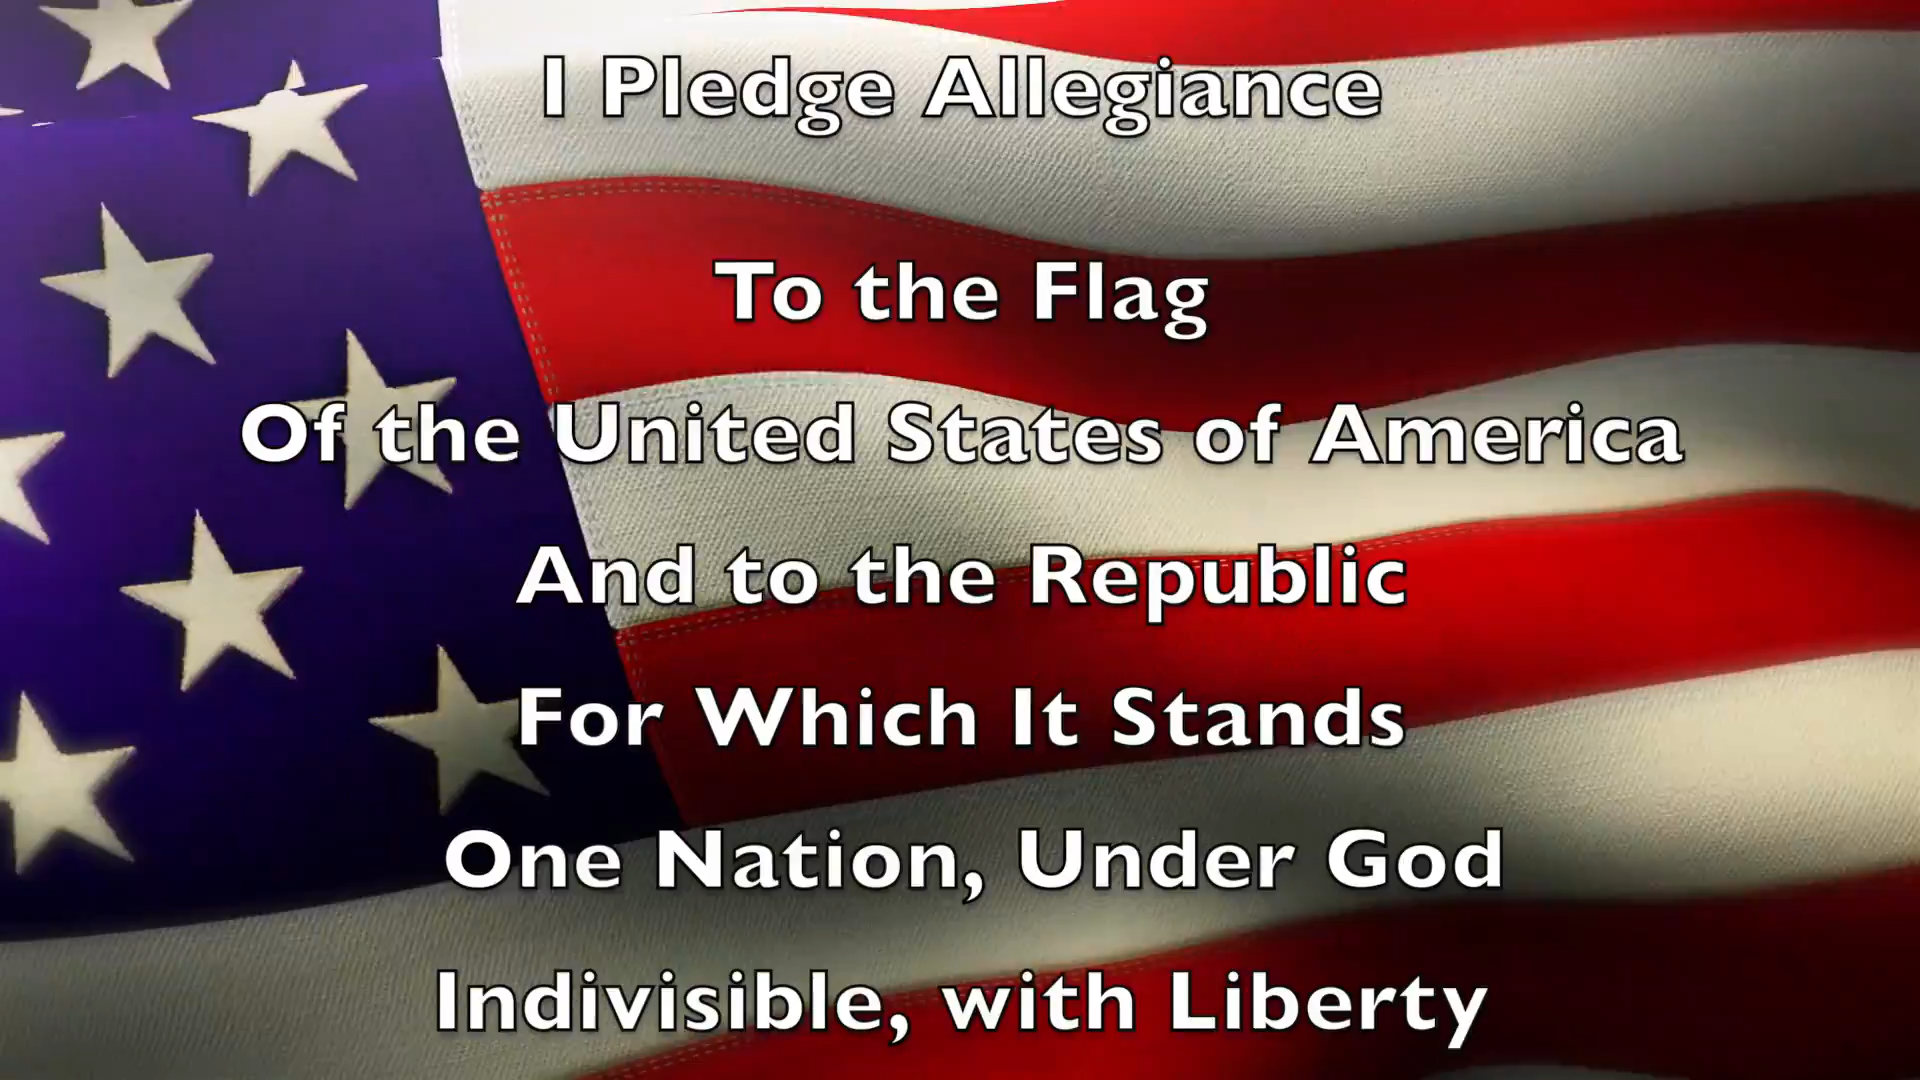 I Pledge Allegiance
To the Flag
Of the United States of America
And to the Republic
For Which It Stands
One Nation, Under God
Indivisible, with Liberty